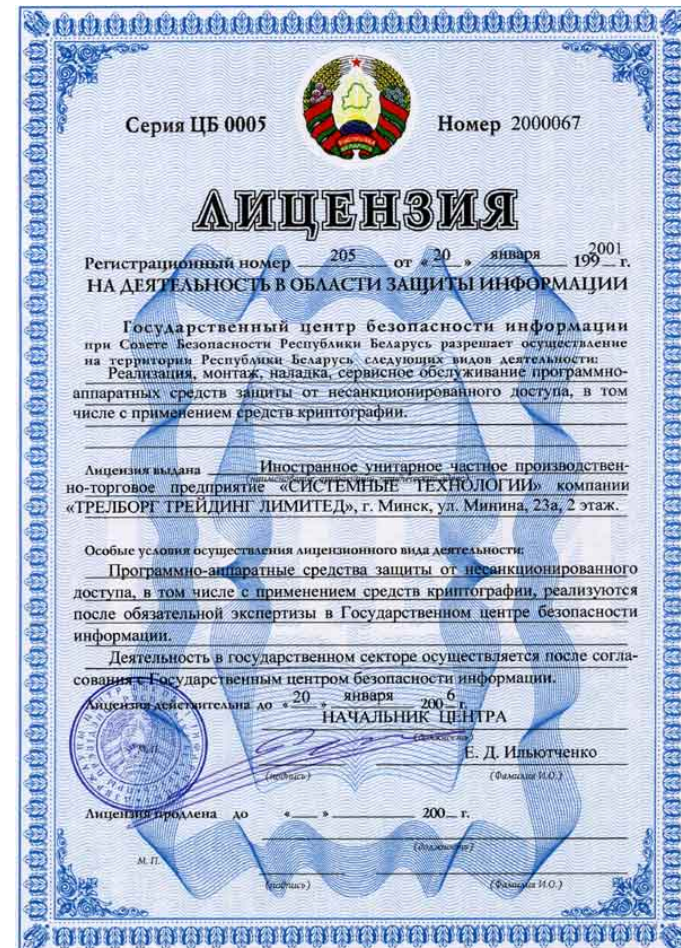 Серия ЦБ 0005 Номер 2000067
ЛИЦЕНЗИЯ
Регистрационный номер 205 от « 20 » января 199 2001 г.
НА ДЕЯТЕЛЬНОСТЬ В ОБЛАСТИ ЗАЩИТЫ ИНФОРМАЦИИ
Государственный центр безопасности информации
при Совете Безопасности Республики Беларусь разрешает осуществление
на территории Республики Беларусь следующих видов деятельности:
Реализация, монтаж, наладка, сервисное обслуживание программно-
аппаратных средств защиты от несанкционированного доступа, в том
числе с применением средств криптографии.
Лицензия выдана Иностранное унитарное частное производствен-
но-торговое предприятие «СИСТЕМНЫЕ ТЕХНОЛОГИИ» компании
«ТРЕЛБОРГ ТРЕЙДИНГ ЛИМИТЕД», г. Минск, ул. Минина, 23а, 2 этаж.
Особые условия осуществления лицензионного вида деятельности:
Программно-аппаратные средства защиты от несанкционированного
доступа, в том числе с применением средств криптографии, реализуются
после обязательной экспертизы в Государственном центре безопасности
информации.
Деятельность в государственном секторе осуществляется после согла-
сования с Государственным центром безопасности информации.
Лицензия действительна до « 20 » января 200 6 г.
НАЧАЛЬНИК ЦЕНТРА
(должность)
М. П.
Е. Д. Ильютченко
(подпись) (Фамилия И.О.)
Лицензия продлена до « » 200 г.
(должность)
М. П.
(подпись) (Фамилия И.О.)